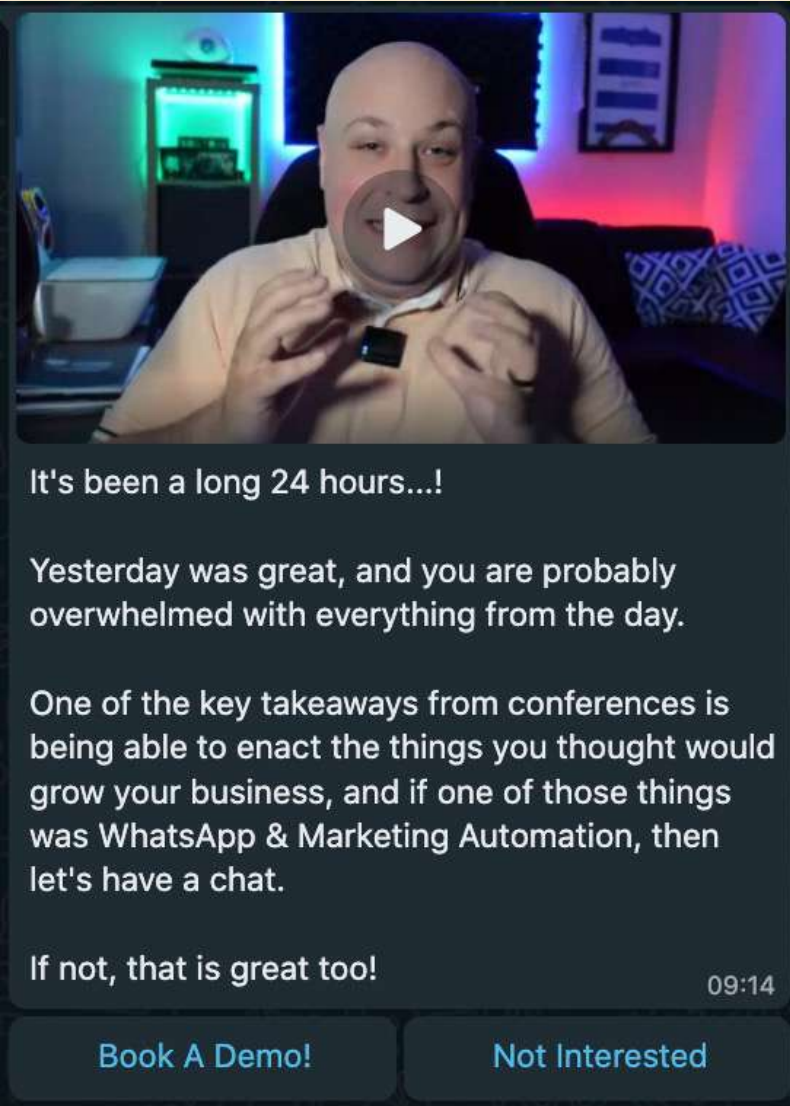 It's been a long 24 hours...!
Yesterday was great, and you are probably
overwhelmed with everything from the day.
One of the key takeaways from conferences is
being able to enact the things you thought would
grow your business, and if one of those things
was WhatsApp & Marketing Automation, then
let's have a chat.
If not, that is great too!
09:14
Book A Demo!
Not Interested